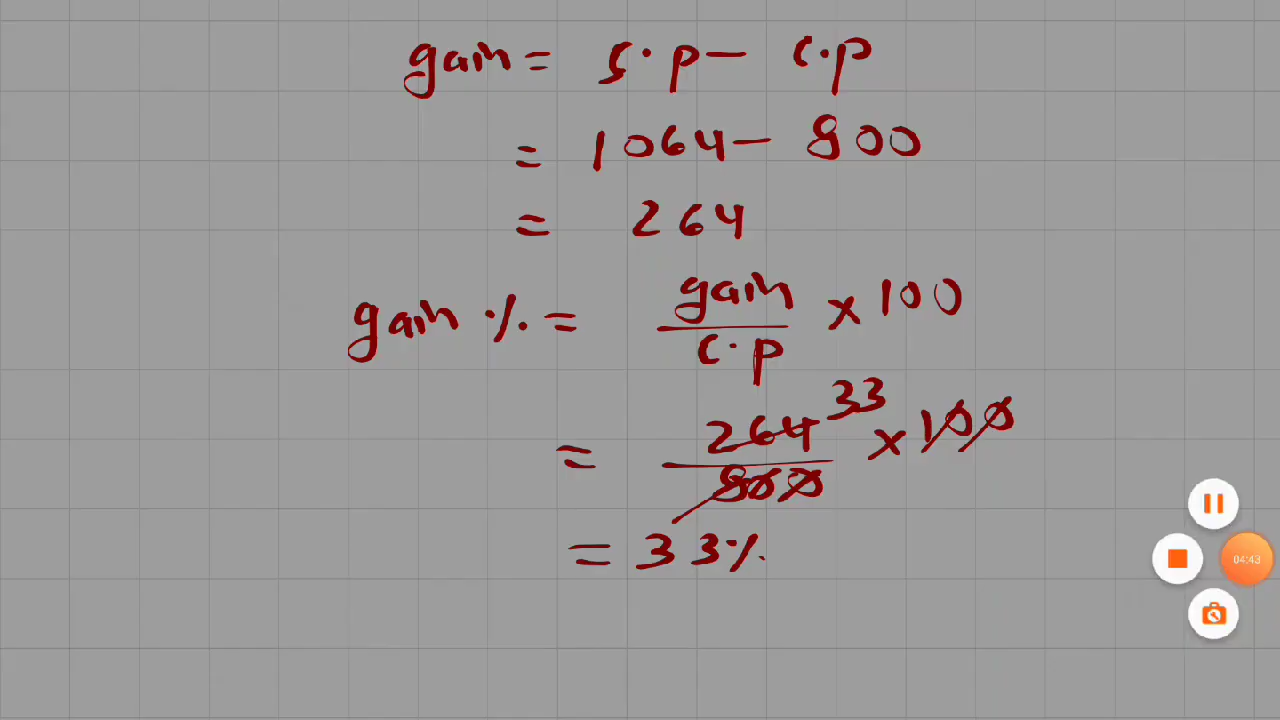 gain = s.p - c.p
= 1064 - 800
= 264
gain % = gain/c.p x 100
= 264/800 x 100 33
= 33%
04:43